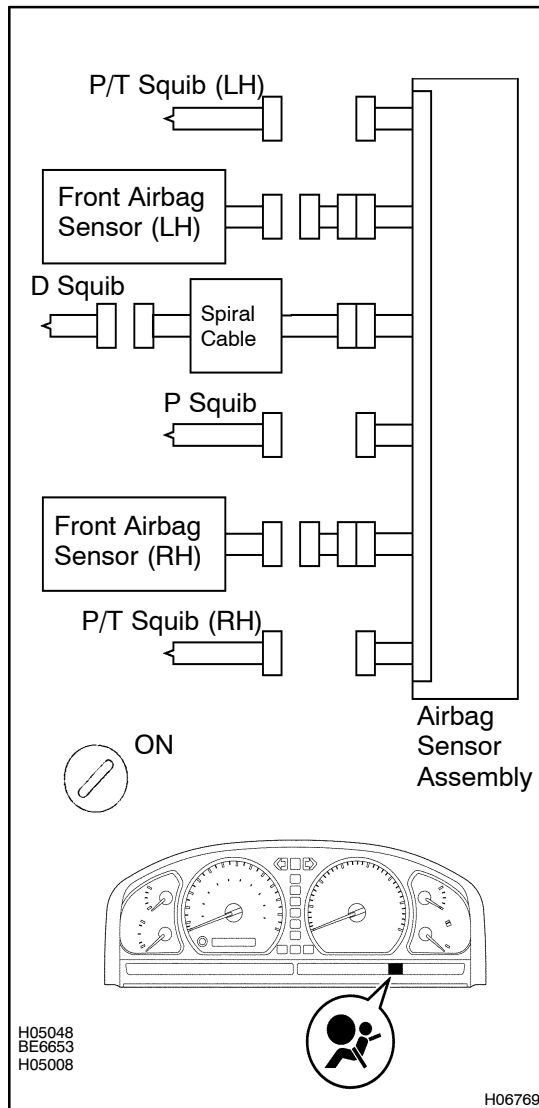 P/T Squib (LH)
Front Airbag
Sensor (LH)
D Squib
Spiral
Cable
P Squib
Front Airbag
Sensor (RH)
P/T Squib (RH)
Airbag
Sensor
Assembly
ON
H05048
BE6653
H05008
H06769